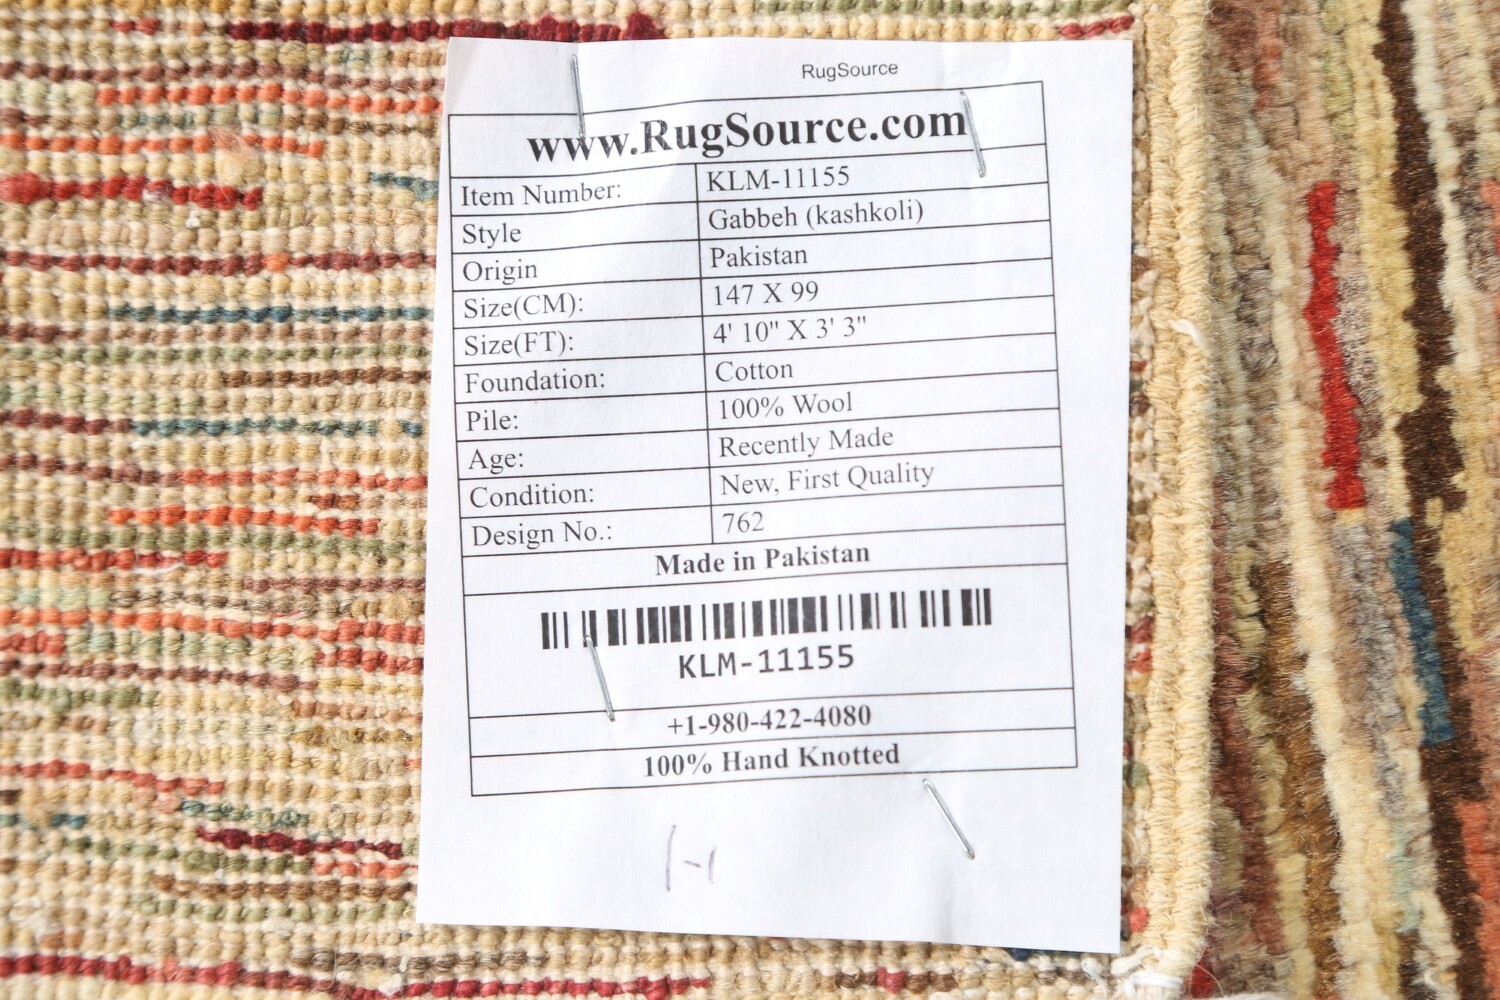 RugSource
www.RugSource.com
Item Number: KLM-11155
Style Gabbeh (kashkoli)
Origin Pakistan
Size(CM): 147 X 99
Size(FT): 4' 10" X 3' 3"
Foundation: Cotton
Pile: 100% Wool
Age: Recently Made
Condition: New, First Quality
Design No.: 762
Made in Pakistan
KLM-11155
+1-980-422-4080
100% Hand Knotted